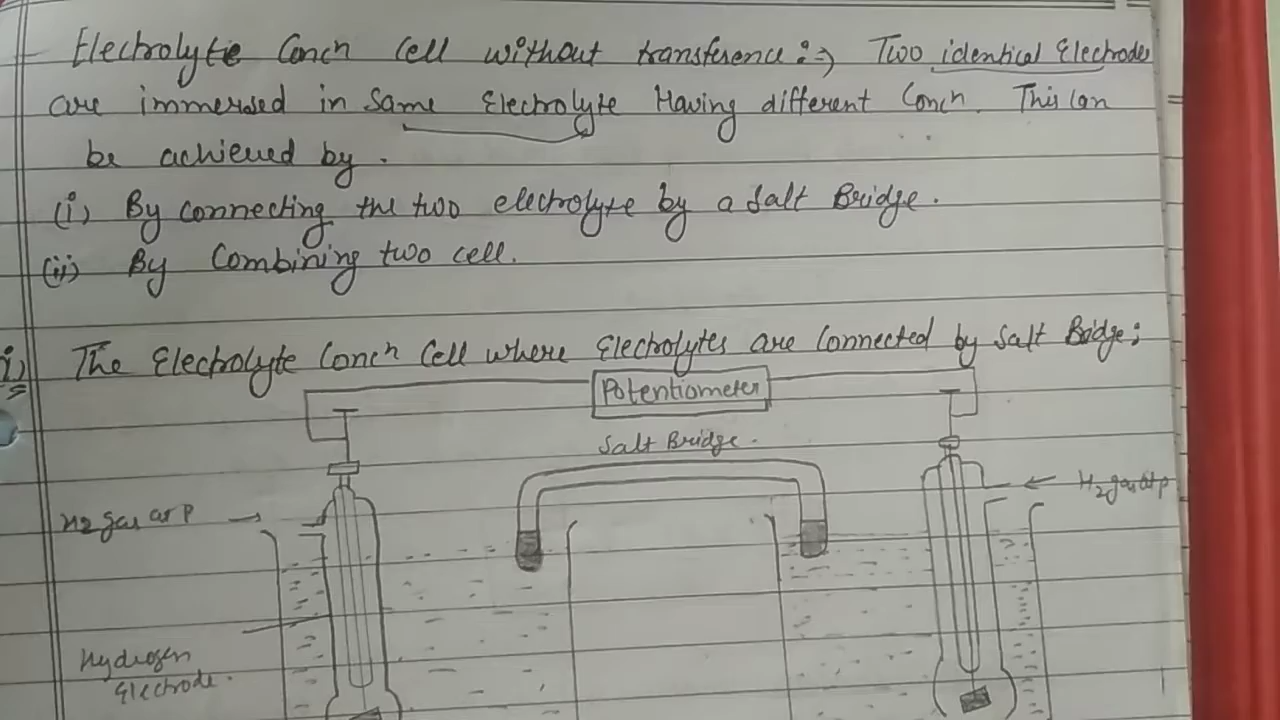 Electrolyte Concn Cell without transference :⇒ Two identical Electrodes
are immersed in Same Electrolyte Having different Concn. This Can
be achieved by.
(i) By connecting the two electrolyte by a Salt Bridge.
(ii) By Combining two cell.
i) The Electrolyte Concn Cell where Electrolytes are Connected by Salt Bridge:
Potentiometer
Salt Bridge.
H2 gas at P
H2 gas at P
Hydrogen
Electrode.